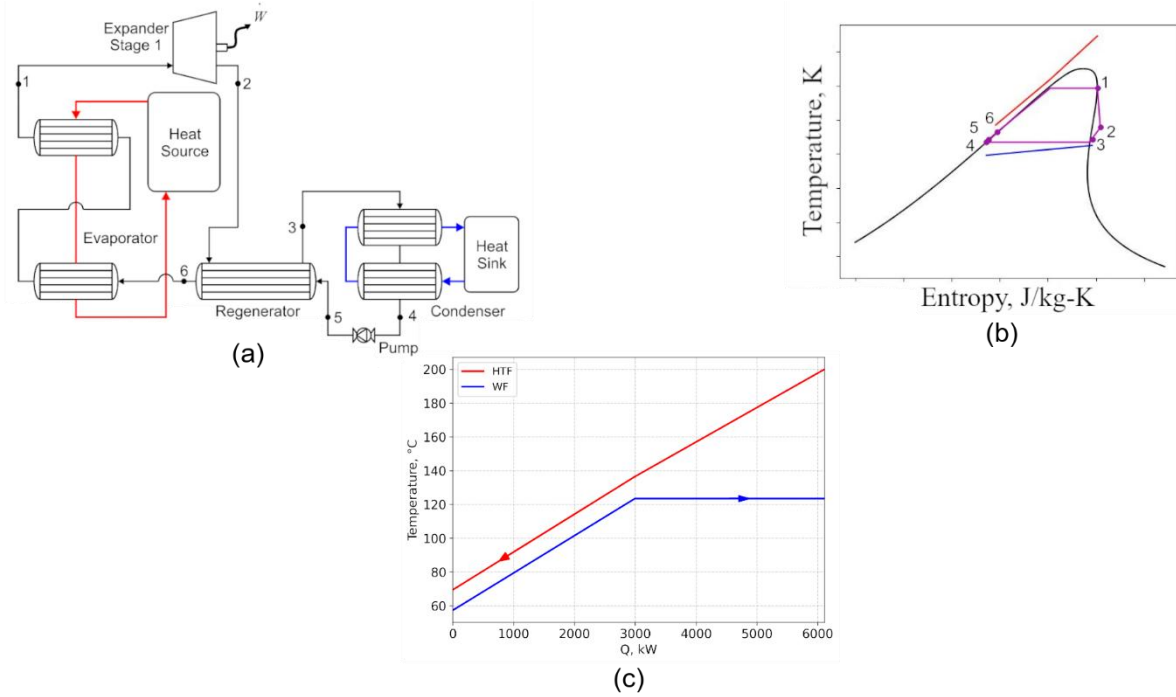 Expander
Stage 1
Ẇ
1
2
Heat
Source
Evaporator
3
Heat
Sink
6
Regenerator
5
4
Condenser
Pump
(a)
Temperature, K
1
6
5
2
4
3
Entropy, J/kg-K
(b)
HTF
WF
Temperature, °C
200
180
160
140
120
100
80
60
0
1000
2000
3000
4000
5000
6000
Q, kW
(c)